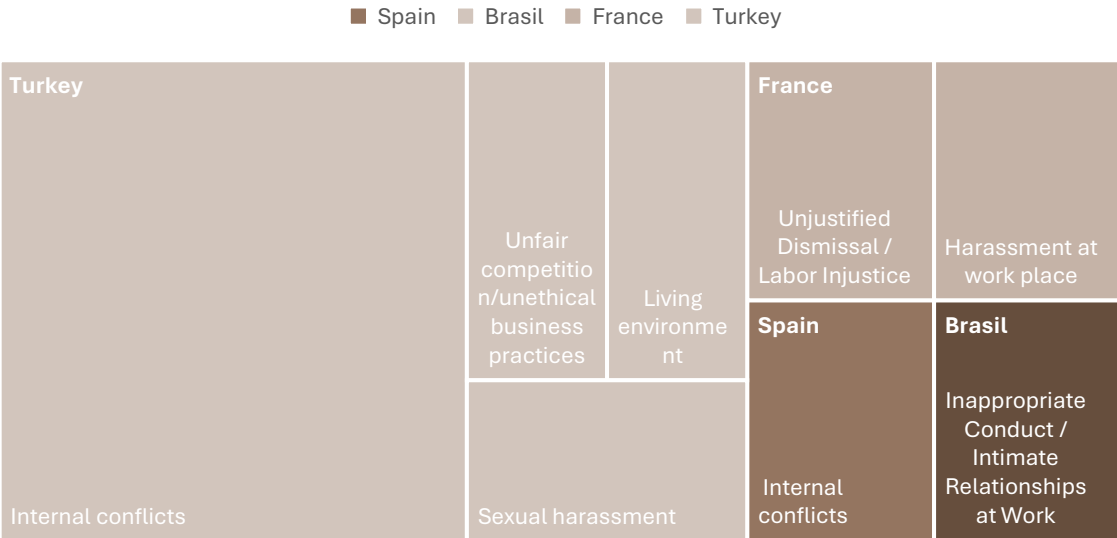 Spain Brasil France Turkey
Turkey
Internal conflicts
Unfair
competitio
n/unethical
business
practices
Living
environme
nt
Sexual harassment
France
Unjustified
Dismissal /
Labor Injustice
Harassment at
work place
Spain
Internal
conflicts
Brasil
Inappropriate
Conduct /
Intimate
Relationships
at Work